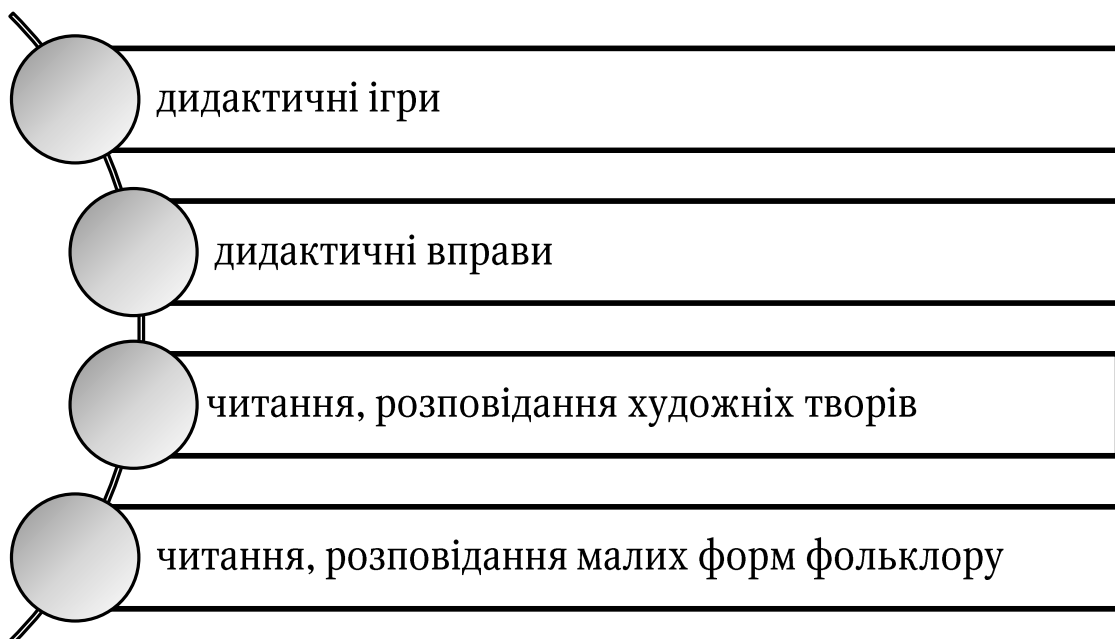 дидактичні ігри
дидактичні вправи
читання, розповідання художніх творів
читання, розповідання малих форм фольклору